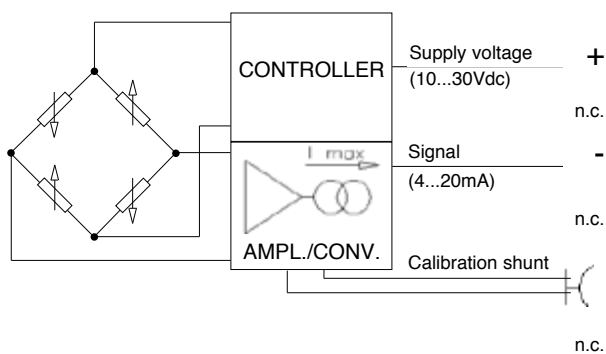 CONTROLLER
Supply voltage
+
(10...30Vdc)
n.c.
I max
Signal
-
(4...20mA)
n.c.
AMPL./CONV.
Calibration shunt
n.c.